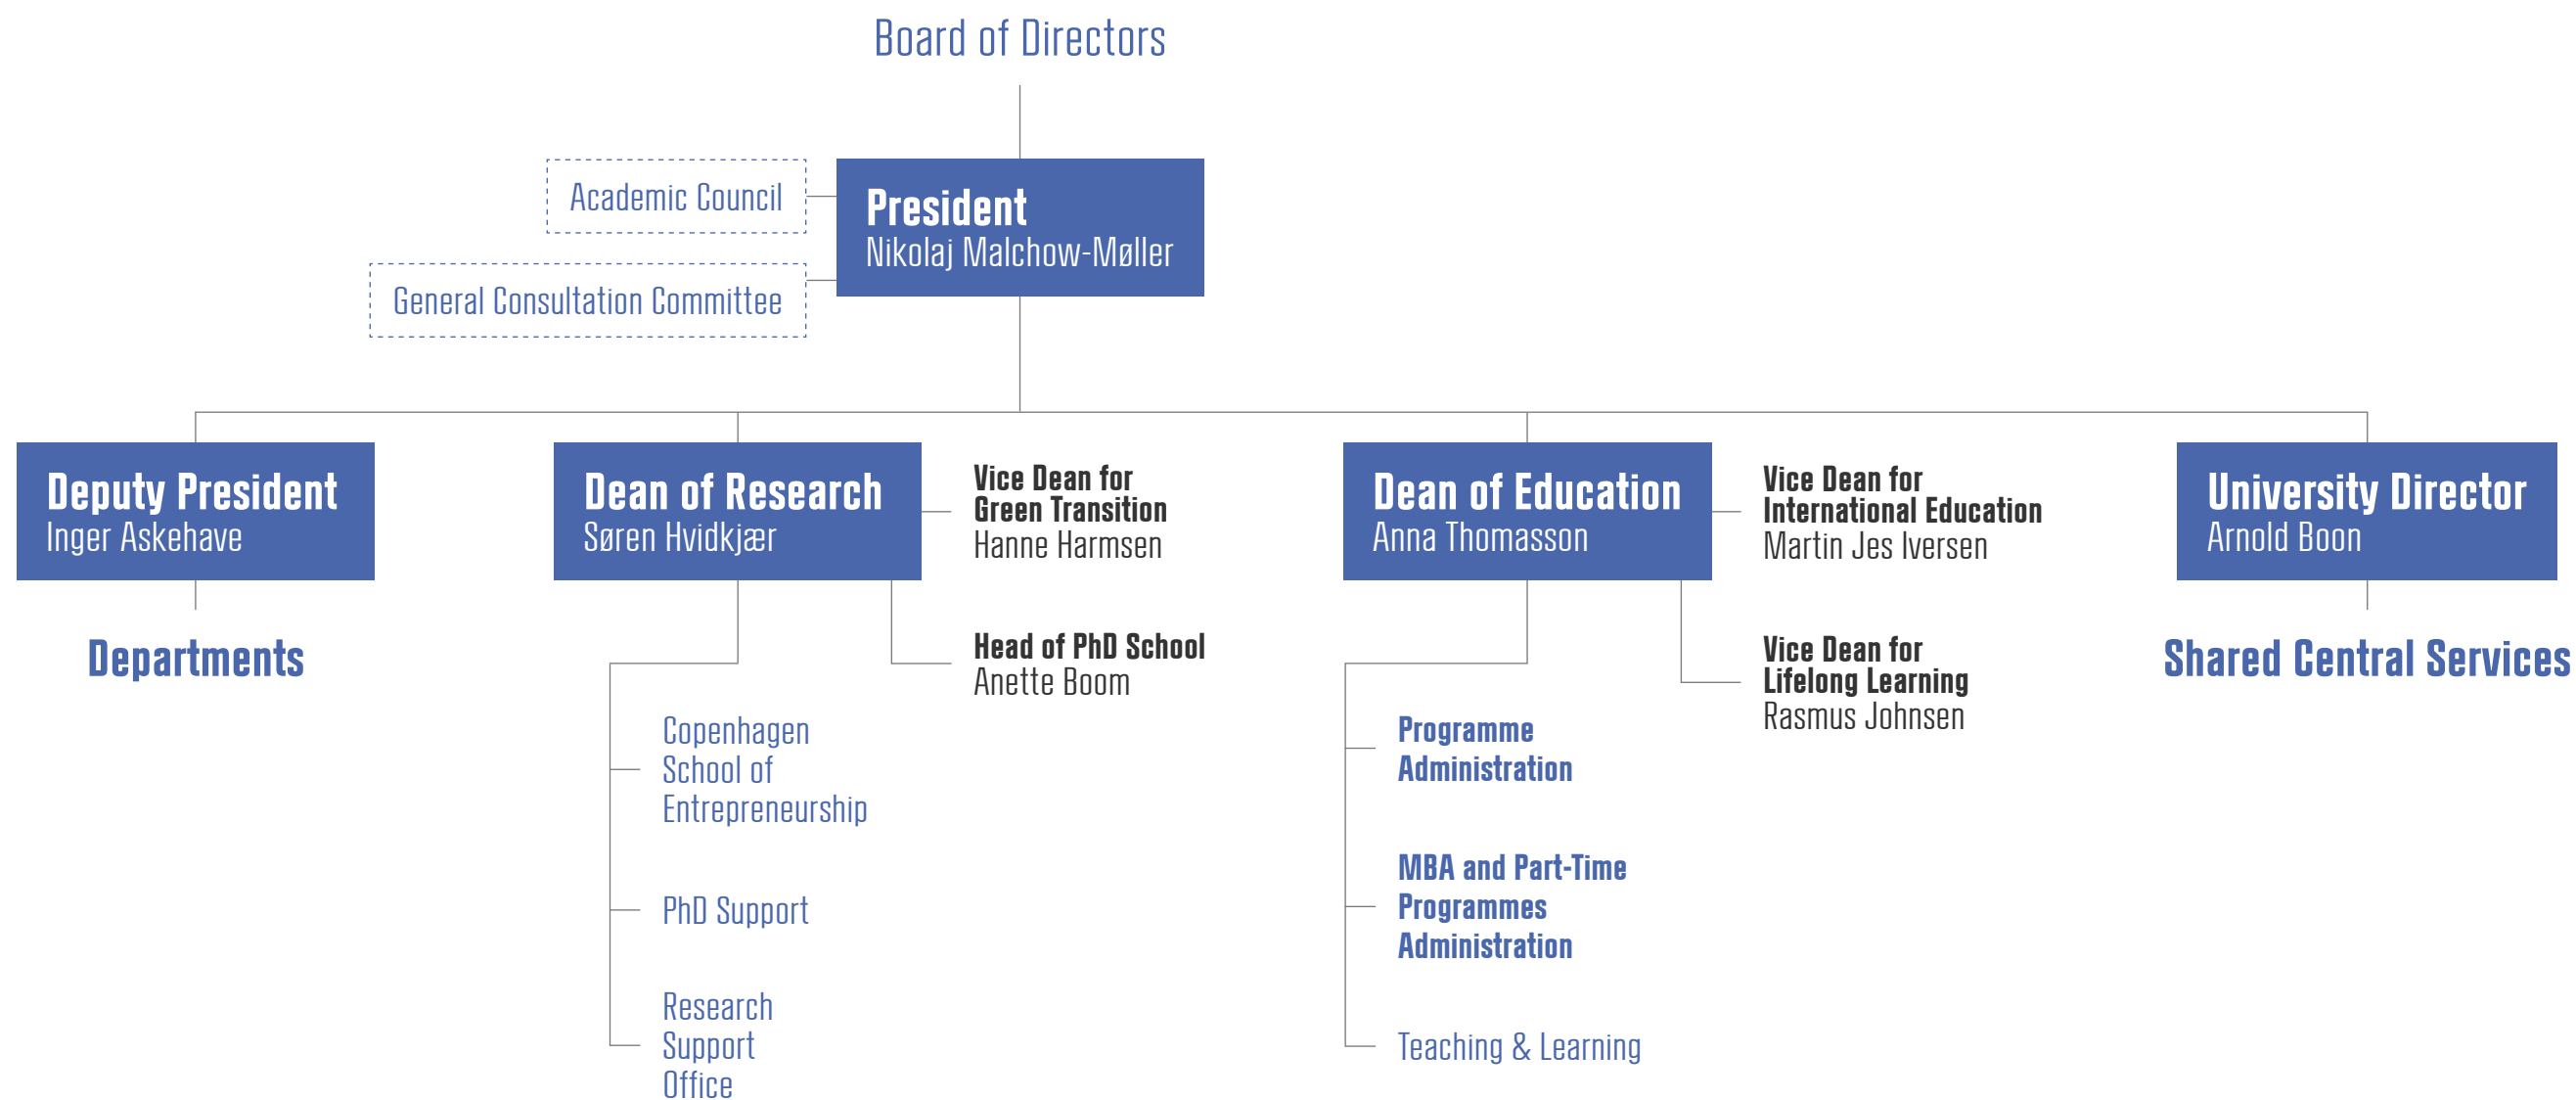 Board of Directors
Academic Council
General Consultation Committee
President
Nikolaj Malchow-Møller
Deputy President
Inger Askehave
Departments
Dean of Research
Søren Hvidkjær
Vice Dean for
Green Transition
Hanne Harmsen
Head of PhD School
Anette Boom
Copenhagen
School of
Entrepreneurship
PhD Support
Research
Support
Office
Dean of Education
Anna Thomasson
Vice Dean for
International Education
Martin Jes Iversen
Vice Dean for
Lifelong Learning
Rasmus Johnsen
Programme
Administration
MBA and Part-Time
Programmes
Administration
Teaching & Learning
University Director
Arnold Boon
Shared Central Services